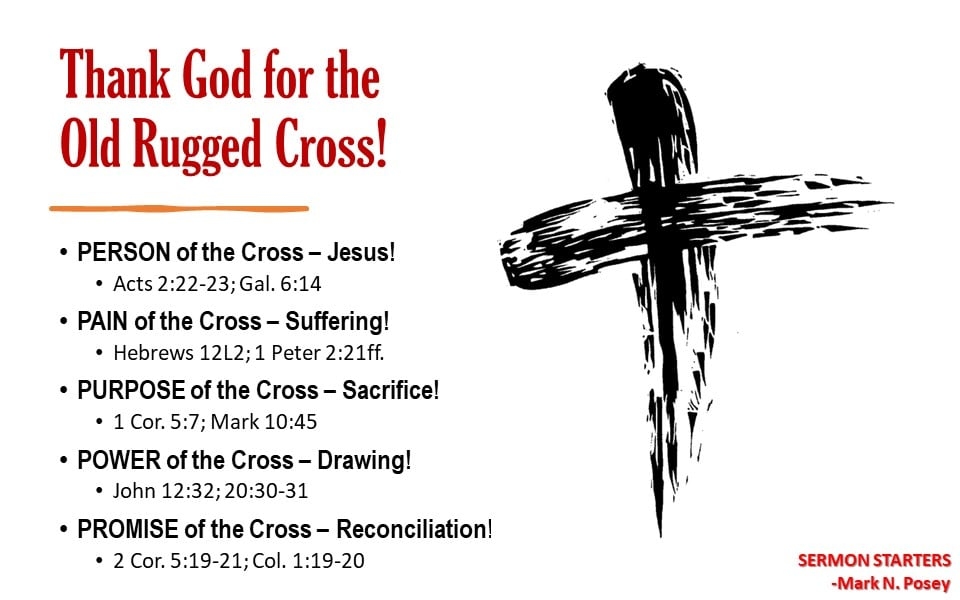 Thank God for the
Old Rugged Cross!
• PERSON of the Cross – Jesus!
• Acts 2:22-23; Gal. 6:14
• PAIN of the Cross – Suffering!
• Hebrews 12L2; 1 Peter 2:21ff.
• PURPOSE of the Cross – Sacrifice!
• 1 Cor. 5:7; Mark 10:45
• POWER of the Cross – Drawing!
• John 12:32; 20:30-31
• PROMISE of the Cross – Reconciliation!
• 2 Cor. 5:19-21; Col. 1:19-20
SERMON STARTERS
-Mark N. Posey